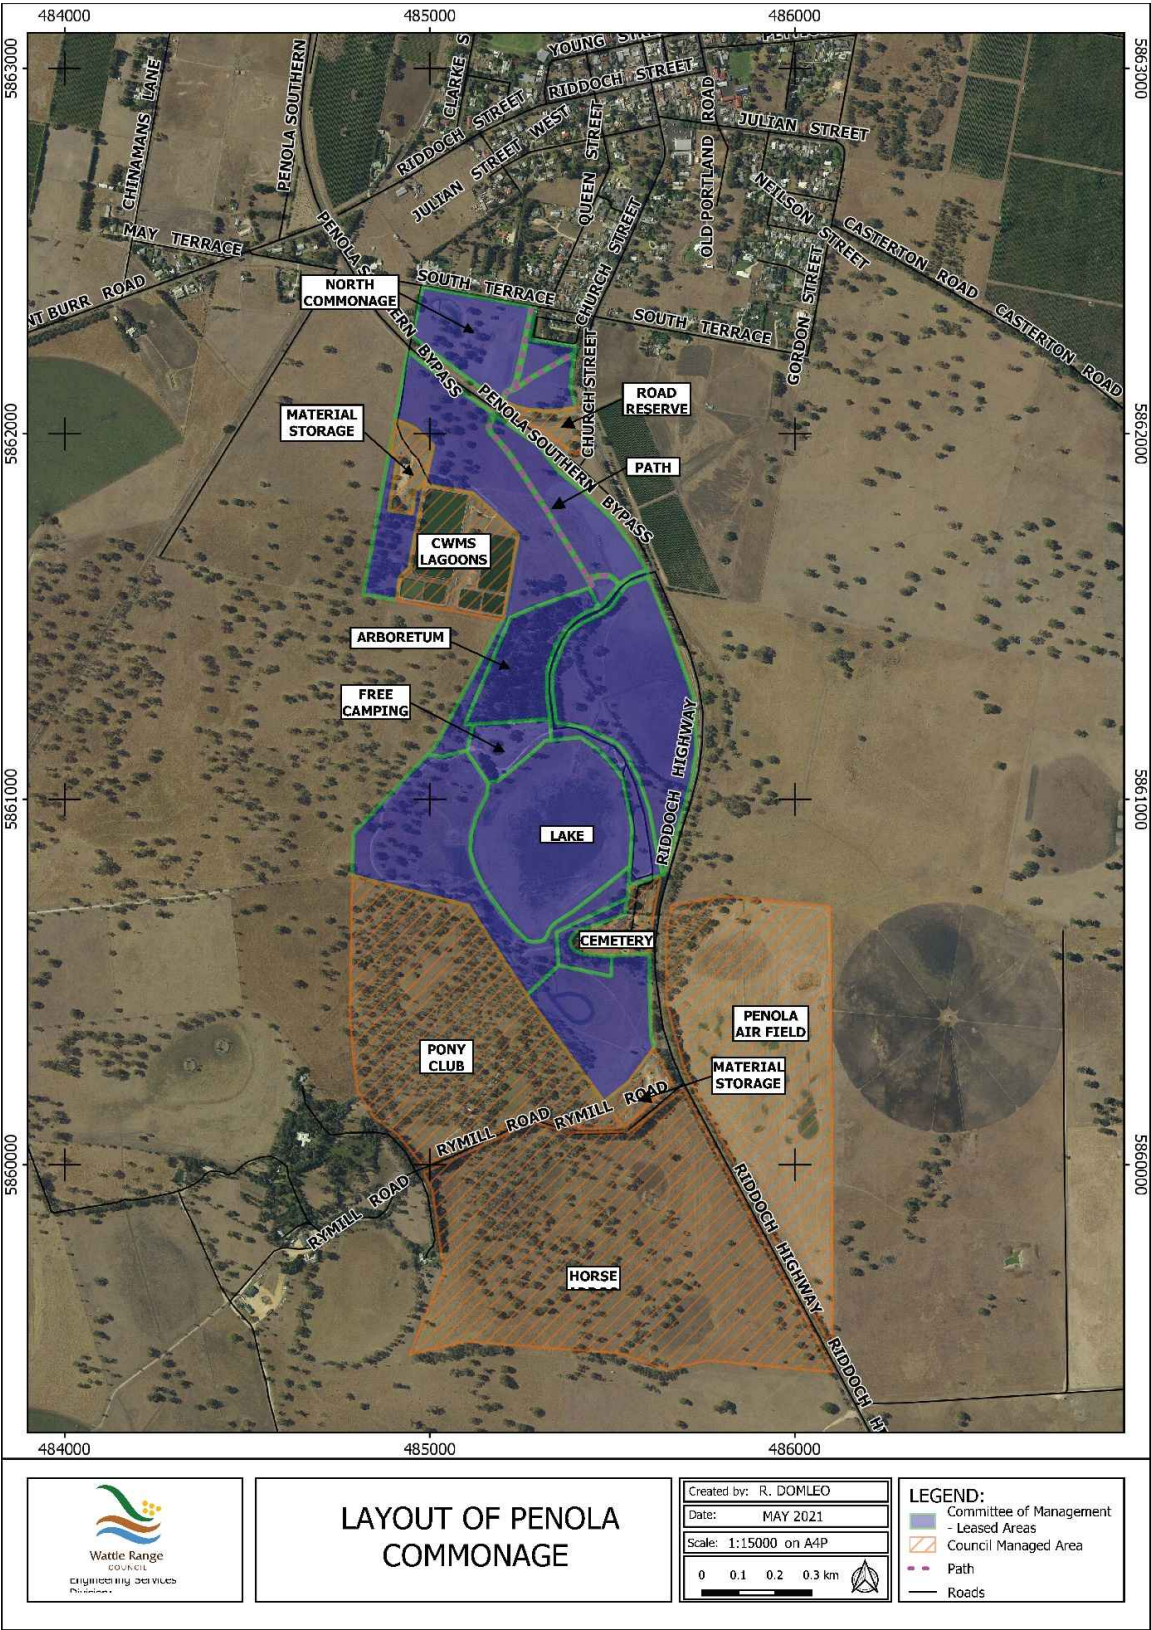 484000
485000
486000
5863000
5863000
CHINAMANS LANE
PENOLA SOUTHERN
CLARKE S
YOUNG
RIDDOCH STREET
RIDDOCH STREET
JULIAN STREET WEST
QUEEN STREET
OLD PORTLAND ROAD
JULIAN STREET
NEILSON STREET
CASTERTON ROAD
CASTERTON ROAD
MAY TERRACE
NT BURR ROAD
PENOLA SOUTHERN BYPASS
NORTH
COMMONAGE
SOUTH TERRACE
CHURCH STREET
SOUTH TERRACE
GORDON STREET
PENOLA SOUTHERN BYPASS
CHURCH STREET
ROAD
RESERVE
MATERIAL
STORAGE
5862000
5862000
PATH
CWMS
LAGOONS
ARBORETUM
FREE
CAMPING
RIDDOCH HIGHWAY
5861000
5861000
LAKE
CEMETERY
PENOLA
AIR FIELD
PONY
CLUB
MATERIAL
STORAGE
RYMILL ROAD
RYMILL ROAD
RYMILL ROAD
5860000
5860000
RIDDOCH HIGHWAY
HORSE
RIDDOCH H
484000
485000
486000
Wattle Range
COUNCIL
Engineering Services
LAYOUT OF PENOLA
COMMONAGE
Created by: R. DOMLEO
Date: MAY 2021
Scale: 1:15000 on A4P
0 0.1 0.2 0.3 km
LEGEND:
Committee of Management
- Leased Areas
Council Managed Area
Path
Roads